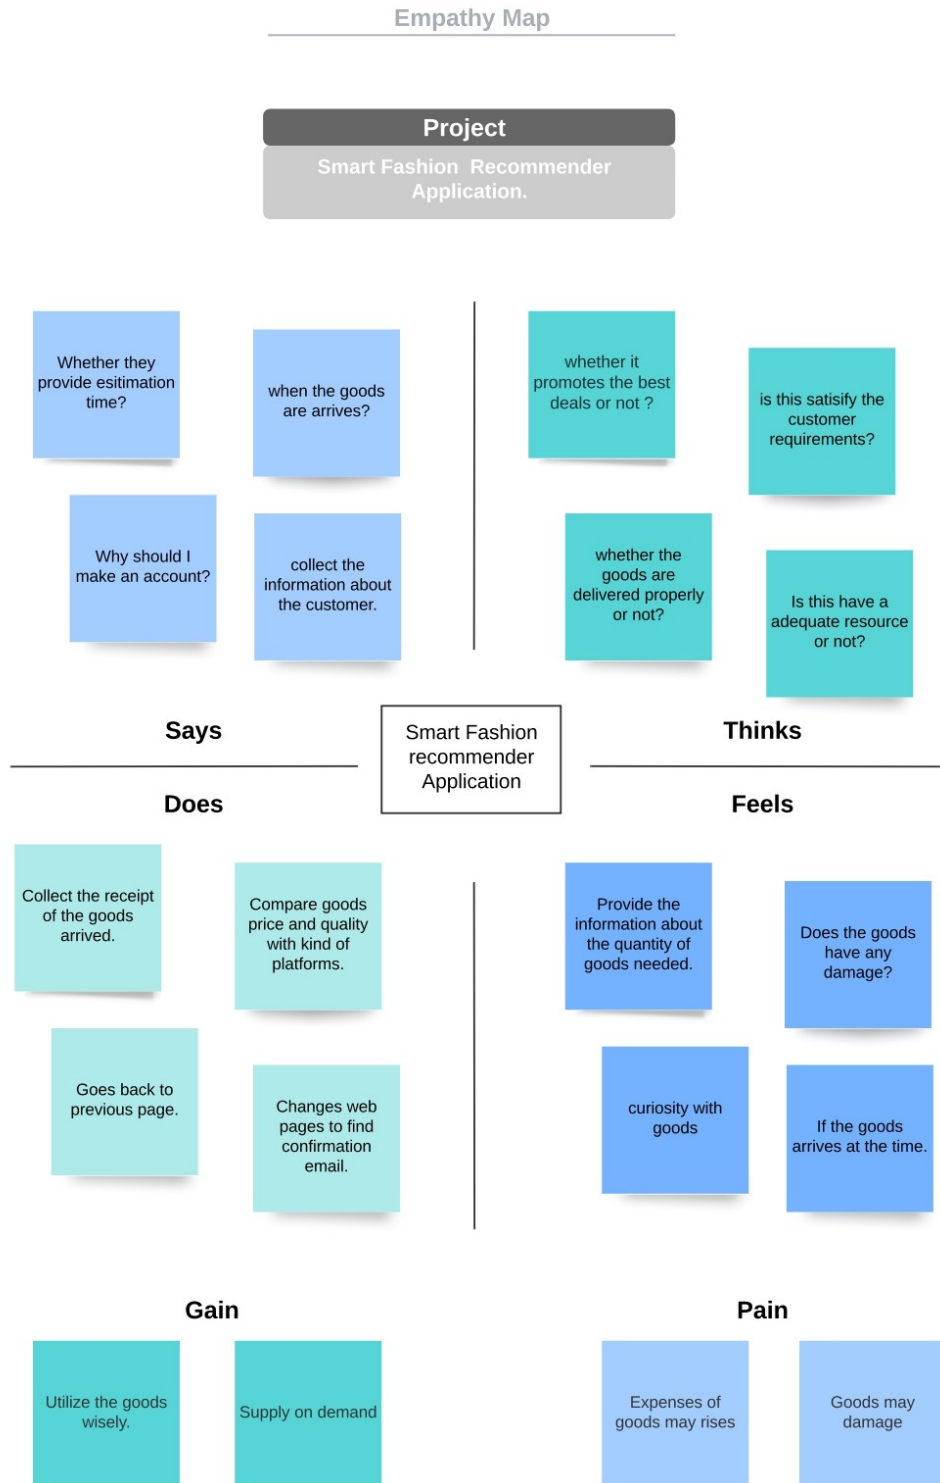 Empathy Map
Project
Smart Fashion Recommender
Application.
Whether they
provide esitimation
time?
when the goods
are arrives?
Why should I
make an account?
collect the
information about
the customer.
whether it
promotes the best
deals or not ?
is this satisify the
customer
requirements?
whether the
goods are
delivered properly
or not?
Is this have a
adequate resource
or not?
Says
Smart Fashion
recommender
Application
Thinks
Does
Feels
Collect the receipt
of the goods
arrived.
Compare goods
price and quality
with kind of
platforms.
Goes back to
previous page.
Changes web
pages to find
confirmation
email.
Provide the
information about
the quantity of
goods needed.
Does the goods
have any
damage?
curiosity with
goods
If the goods
arrives at the time.
Gain
Pain
Utilize the goods
wisely.
Supply on demand
Expenses of
goods may rises
Goods may
damage